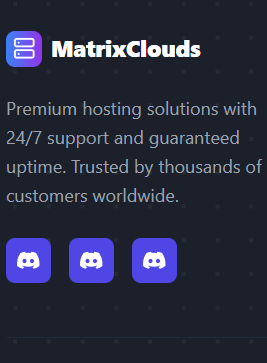 MatrixClouds
Premium hosting solutions with
24/7 support and guaranteed
uptime. Trusted by thousands of
customers worldwide.